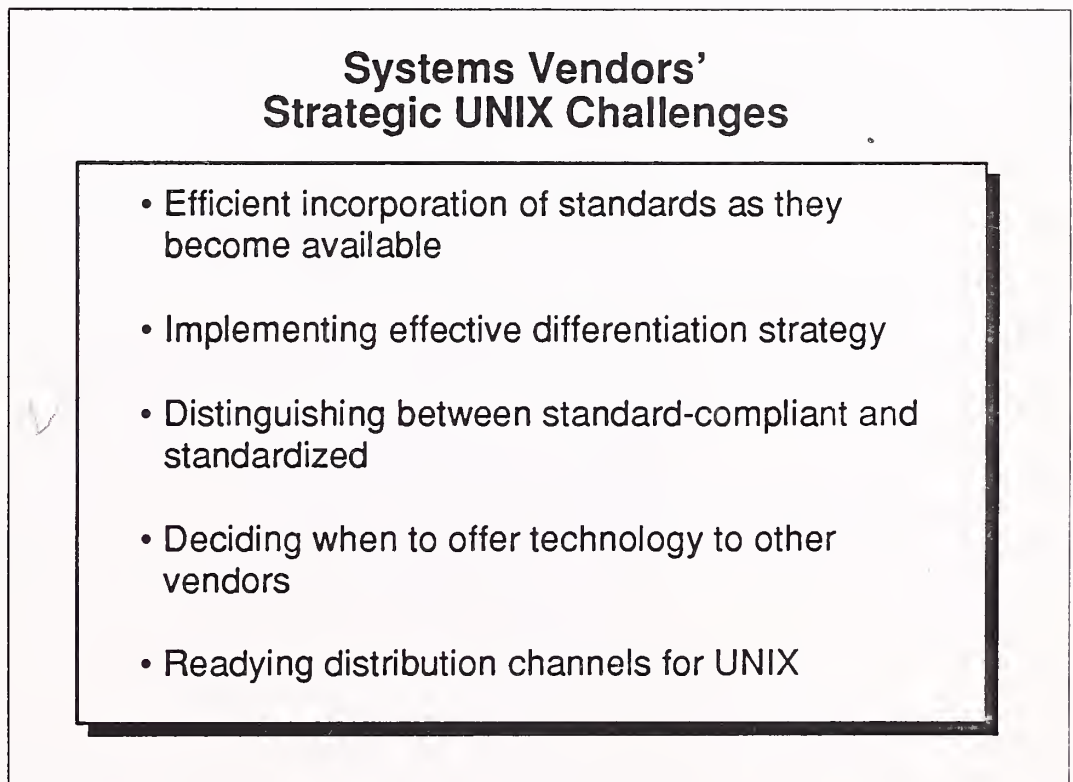 Systems Vendors'
Strategic UNIX Challenges
• Efficient incorporation of standards as they
become available
• Implementing effective differentiation strategy
• Distinguishing between standard-compliant and
standardized
• Deciding when to offer technology to other
vendors
• Readying distribution channels for UNIX